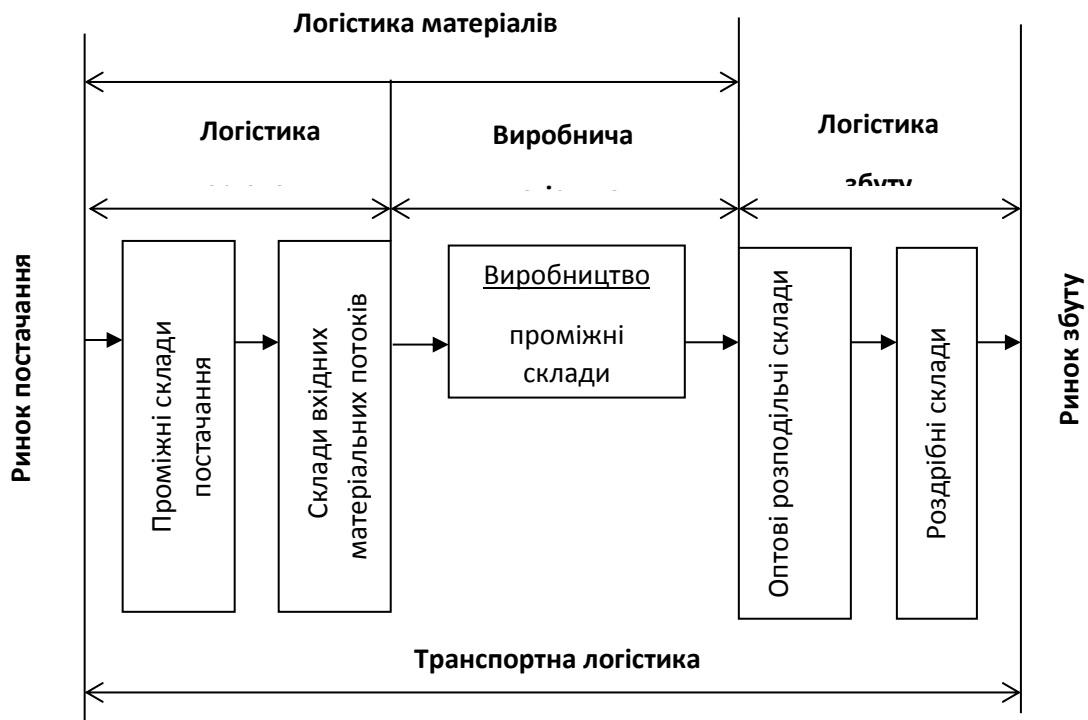 Логістика матеріалів
Логістика
Виробнича
Логістика
збуту
Ринок постачання
Проміжні склади
постачання
Склади вхідних
матеріальних потоків
Виробництво
проміжні
склади
Оптові розподільчі склади
Роздрібні склади
Ринок збуту
Транспортна логістика